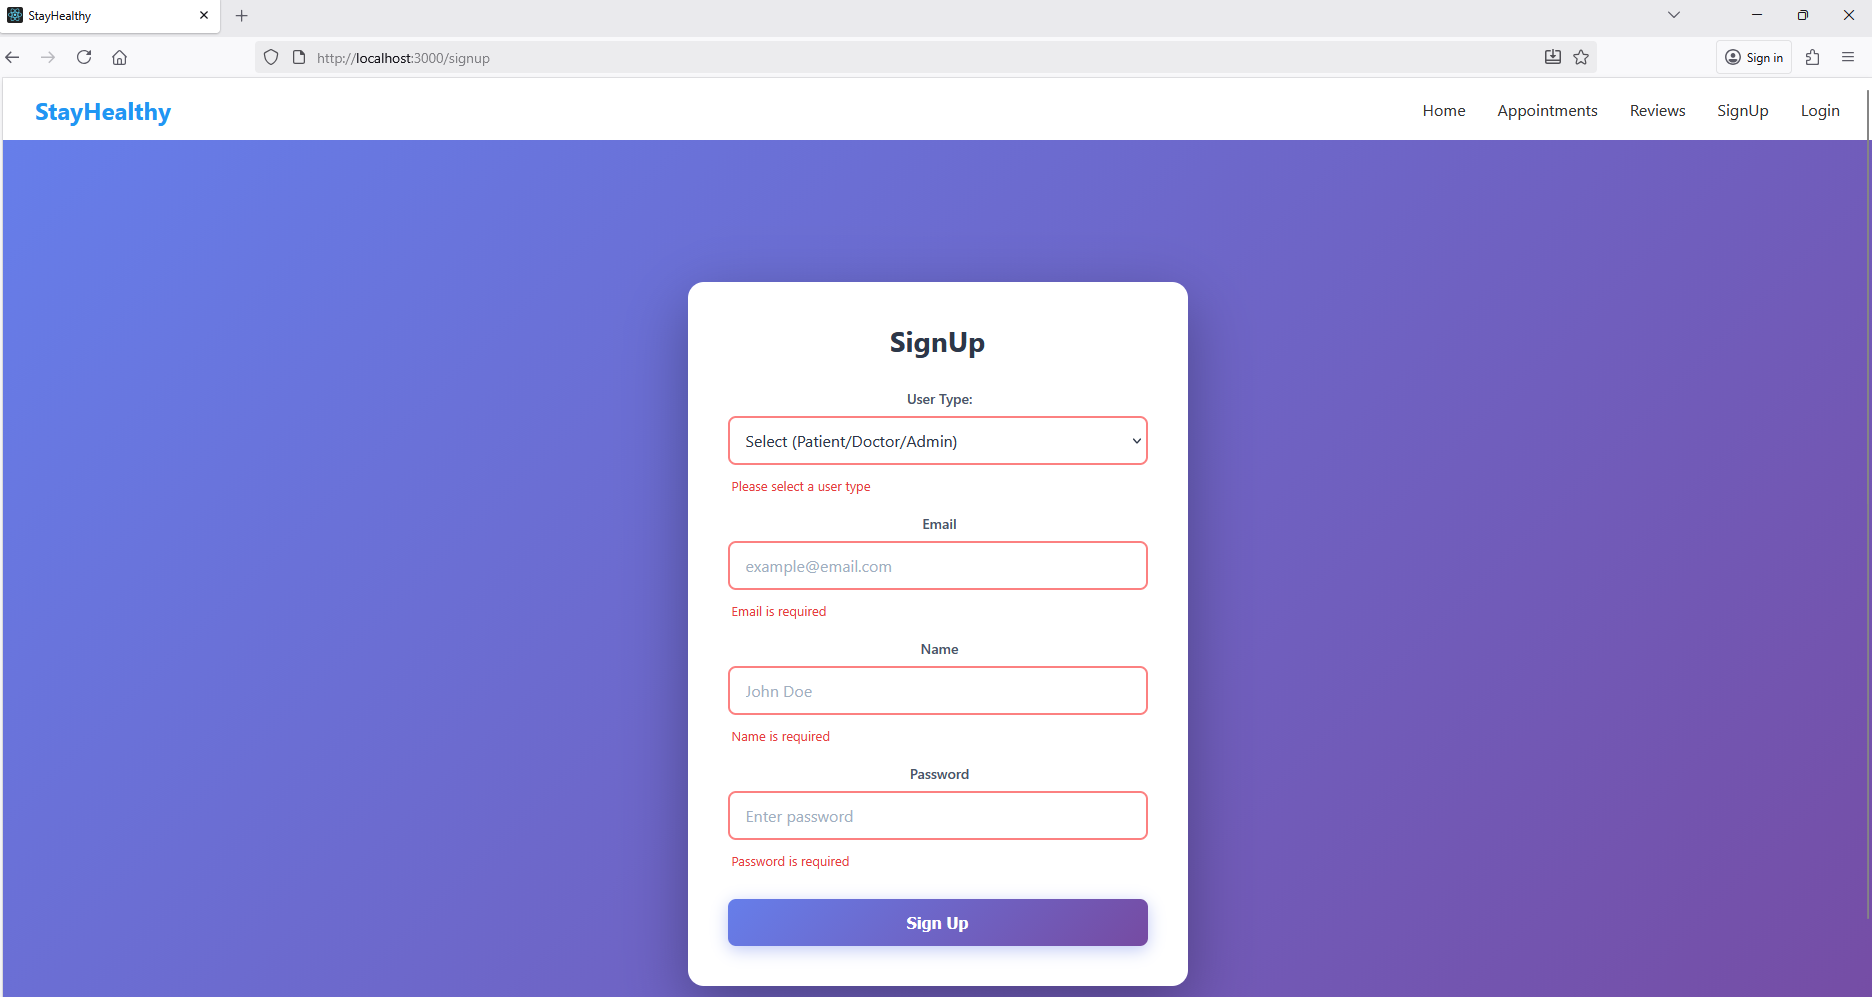 StayHealthy
http://localhost:3000/signup
Sign in
StayHealthy
Home Appointments Reviews SignUp Login
SignUp
User Type:
Select (Patient/Doctor/Admin)
Please select a user type
Email
example@email.com
Email is required
Name
John Doe
Name is required
Password
Enter password
Password is required
Sign Up